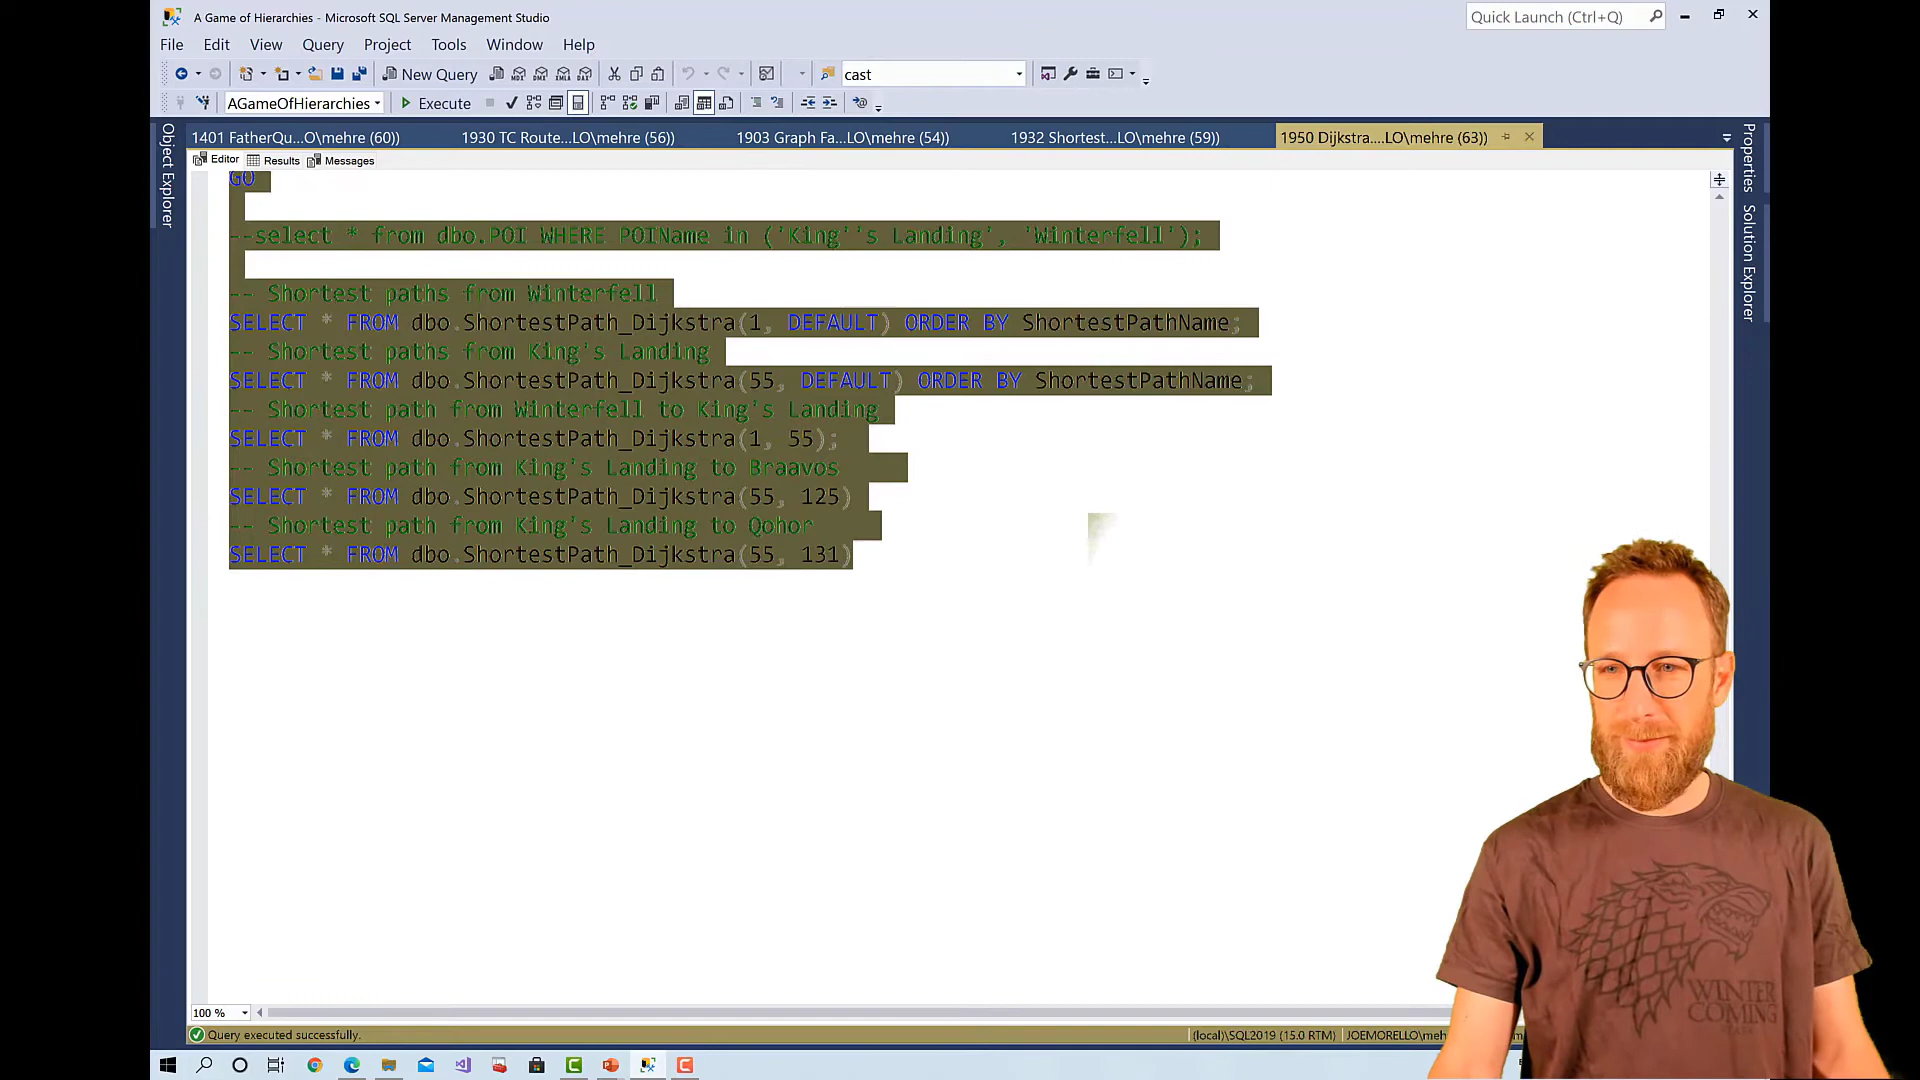 A Game of Hierarchies - Microsoft SQL Server Management Studio
Quick Launch (Ctrl+Q)
File Edit View Query Project Tools Window Help
New Query
cast
AGameOfHierarchies
Execute
1401 FatherQu...O\mehre (60))
1930 TC Route...LO\mehre (56))
1903 Graph Fa...LO\mehre (54))
1932 Shortest...LO\mehre (59))
1950 Dijkstra....LO\mehre (63))
Object Explorer
Properties
Solution Explorer
Editor Results Messages
GO
--select * from dbo.POI WHERE POIName in ('King''s Landing', 'Winterfell');
-- Shortest paths from Winterfell
SELECT * FROM dbo.ShortestPath_Dijkstra(1, DEFAULT) ORDER BY ShortestPathName;
-- Shortest paths from King's Landing
SELECT * FROM dbo.ShortestPath_Dijkstra(55, DEFAULT) ORDER BY ShortestPathName;
-- Shortest path from Winterfell to King's Landing
SELECT * FROM dbo.ShortestPath_Dijkstra(1, 55);
-- Shortest path from King's Landing to Braavos
SELECT * FROM dbo.ShortestPath_Dijkstra(55, 125)
-- Shortest path from King's Landing to Qohor
SELECT * FROM dbo.ShortestPath_Dijkstra(55, 131)
WINTER
COMING
100 %
Query executed successfully.
(local)\SQL2019 (15.0 RTM)
JOEMORELLO\meh